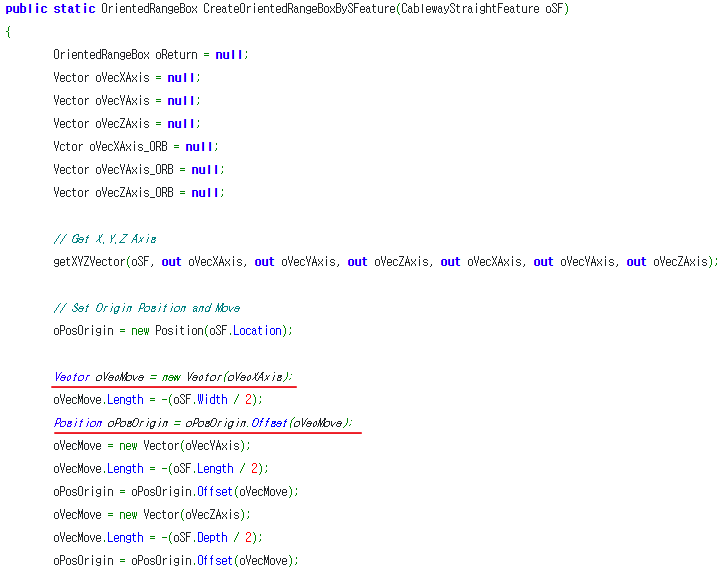 public static OrientedRangeBox CreateOrientedRangeBoxBySFeature(CablewayStraightFeature oSF)
{
OrientedRangeBox oReturn = null;
Vector oVecXAxis = null;
Vector oVecYAxis = null;
Vector oVecZAxis = null;
Vctor oVecXAxis_ORB = null;
Vector oVecYAxis_ORB = null;
Vector oVecZAxis_ORB = null;
// Get X,Y,Z Axis
getXYZVector(oSF, out oVecXAxis, out oVecYAxis, out oVecZAxis, out oVecXAxis, out oVecYAxis, out oVecZAxis);
// Set Origin Position and Move
oPosOrigin = new Position(oSF.Location);
Vector oVecMove = new Vector(oVecXAxis);
oVecMove.Length = -(oSF.Width / 2);
Position oPosOrigin = oPosOrigin.Offset(oVecMove);
oVecMove = new Vector(oVecYAxis);
oVecMove.Length = -(oSF.Length / 2);
oPosOrigin = oPosOrigin.Offset(oVecMove);
oVecMove = new Vector(oVecZAxis);
oVecMove.Length = -(oSF.Depth / 2);
oPosOrigin = oPosOrigin.Offset(oVecMove);